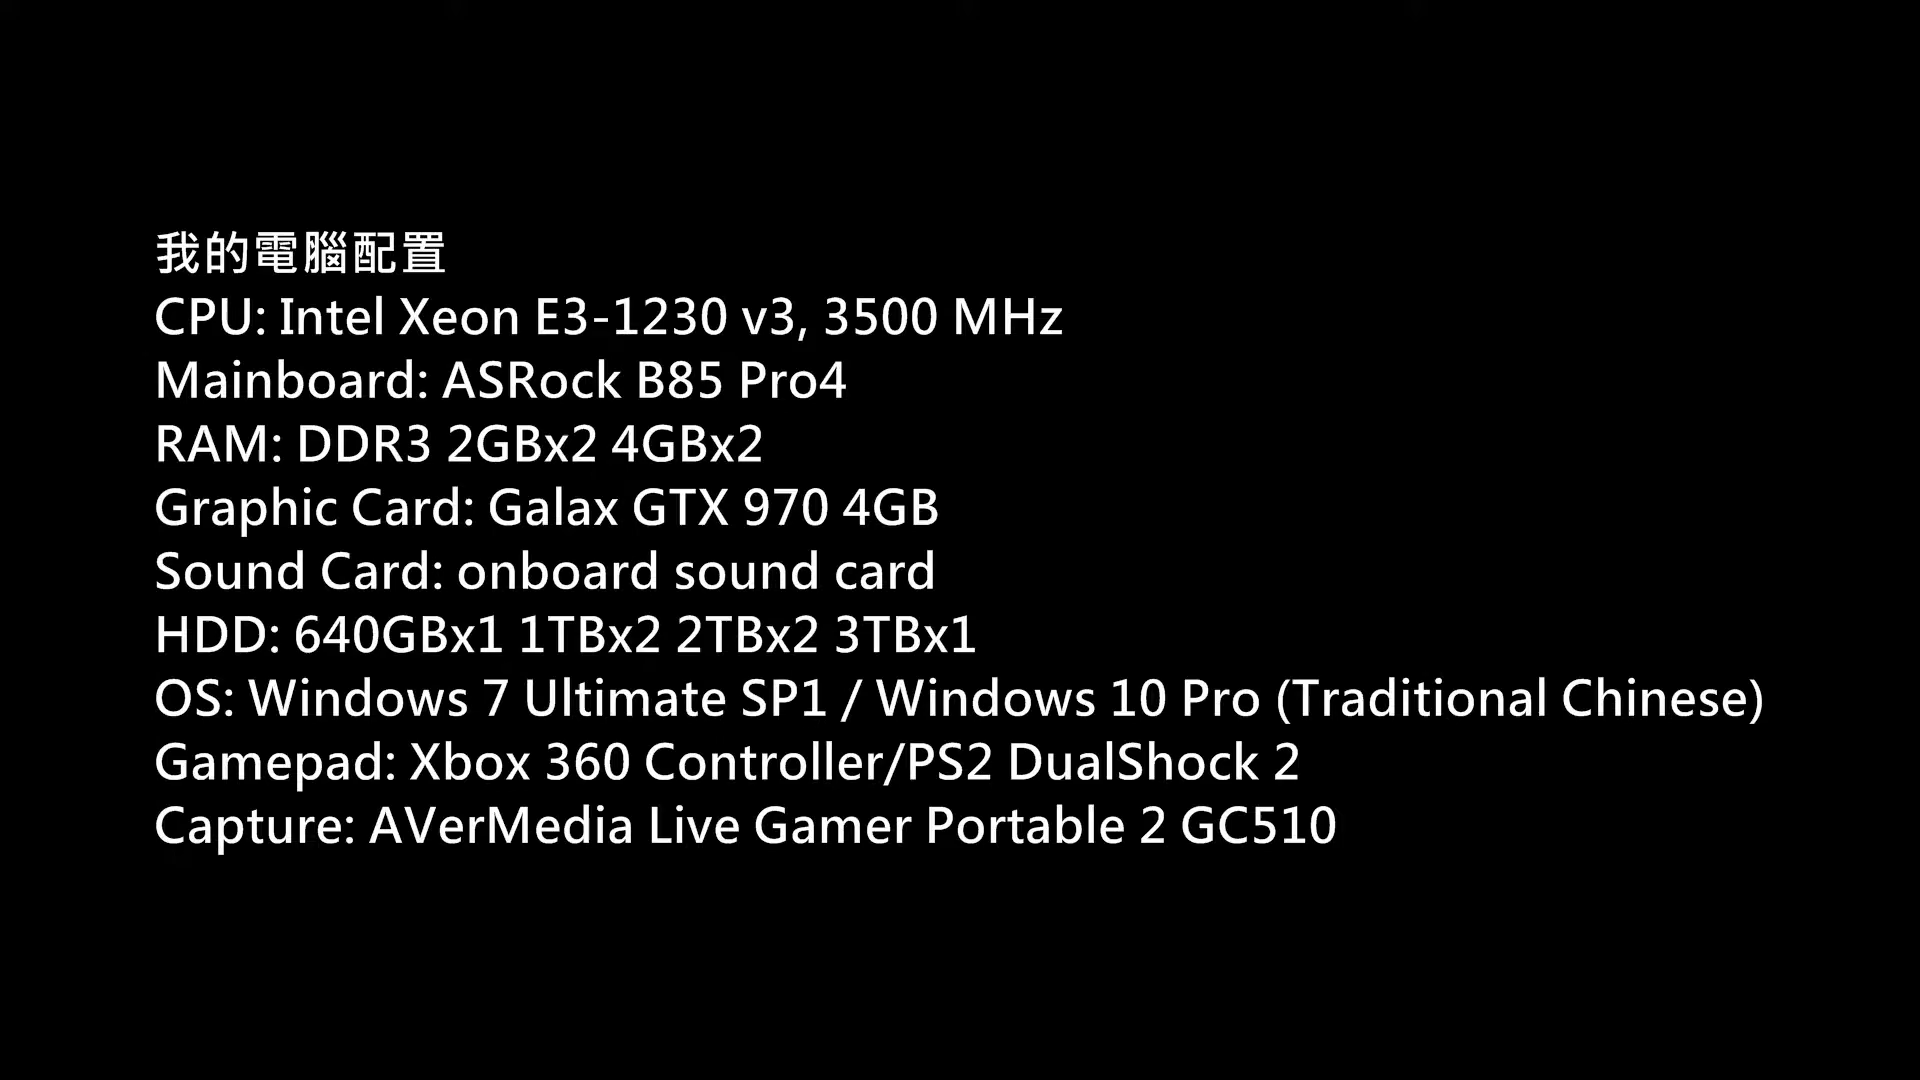 我的電腦配置
CPU: Intel Xeon E3-1230 v3, 3500 MHz
Mainboard: ASRock B85 Pro4
RAM: DDR3 2GBx2 4GBx2
Graphic Card: Galax GTX 970 4GB
Sound Card: onboard sound card
HDD: 640GBx1 1TBx2 2TBx2 3TBx1
OS: Windows 7 Ultimate SP1 / Windows 10 Pro (Traditional Chinese)
Gamepad: Xbox 360 Controller/PS2 DualShock 2
Capture: AVerMedia Live Gamer Portable 2 GC510